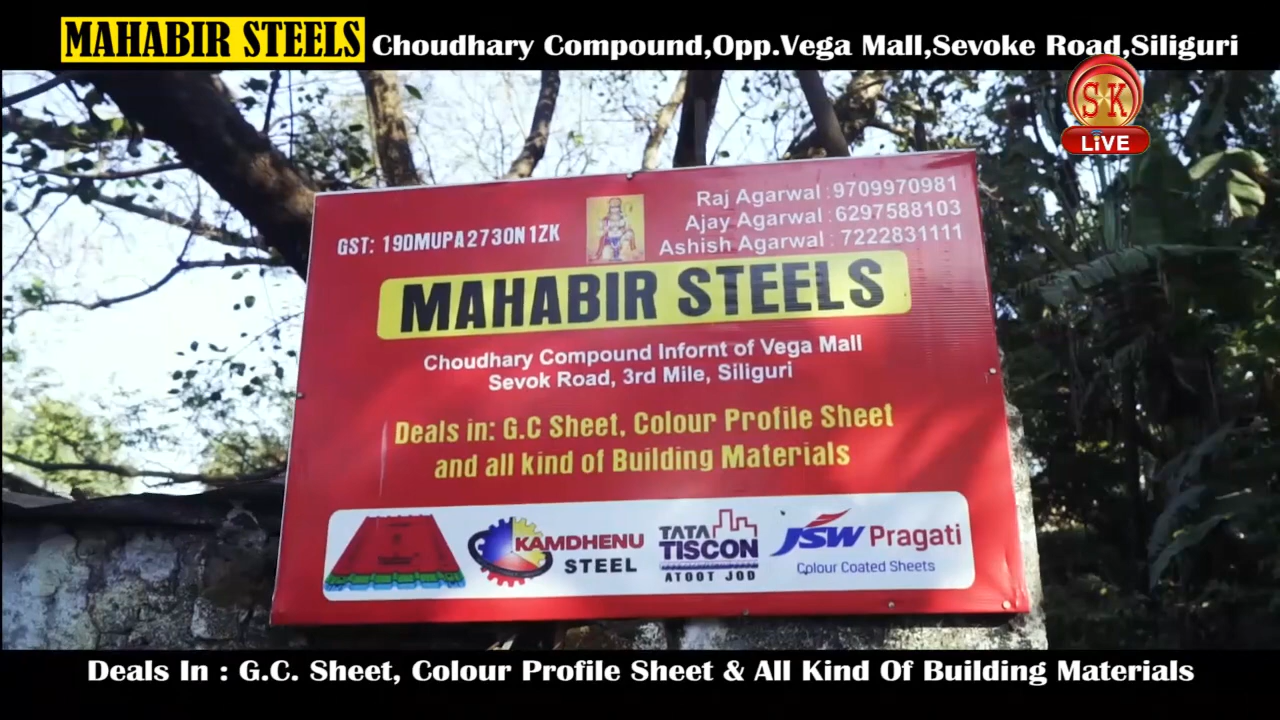 MAHABIR STEELS Choudhary Compound,Opp.Vega Mall,Sevoke Road,Siliguri
SK
LiVE
Raj Agarwal : 9709970981
Ajay Agarwal : 6297588103
Ashish Agarwal : 7222831111
GST: 19DMUPA2730N1ZK
MAHABIR STEELS
Choudhary Compound Infornt of Vega Mall
Sevok Road, 3rd Mile, Siliguri
Deals in: G.C Sheet, Colour Profile Sheet
and all kind of Building Materials
KAMDHENU
STEEL
TATA
TISCON
ATOOT JOD
JSW Pragati
Colour Coated Sheets
Deals In : G.C. Sheet, Colour Profile Sheet & All Kind Of Building Materials